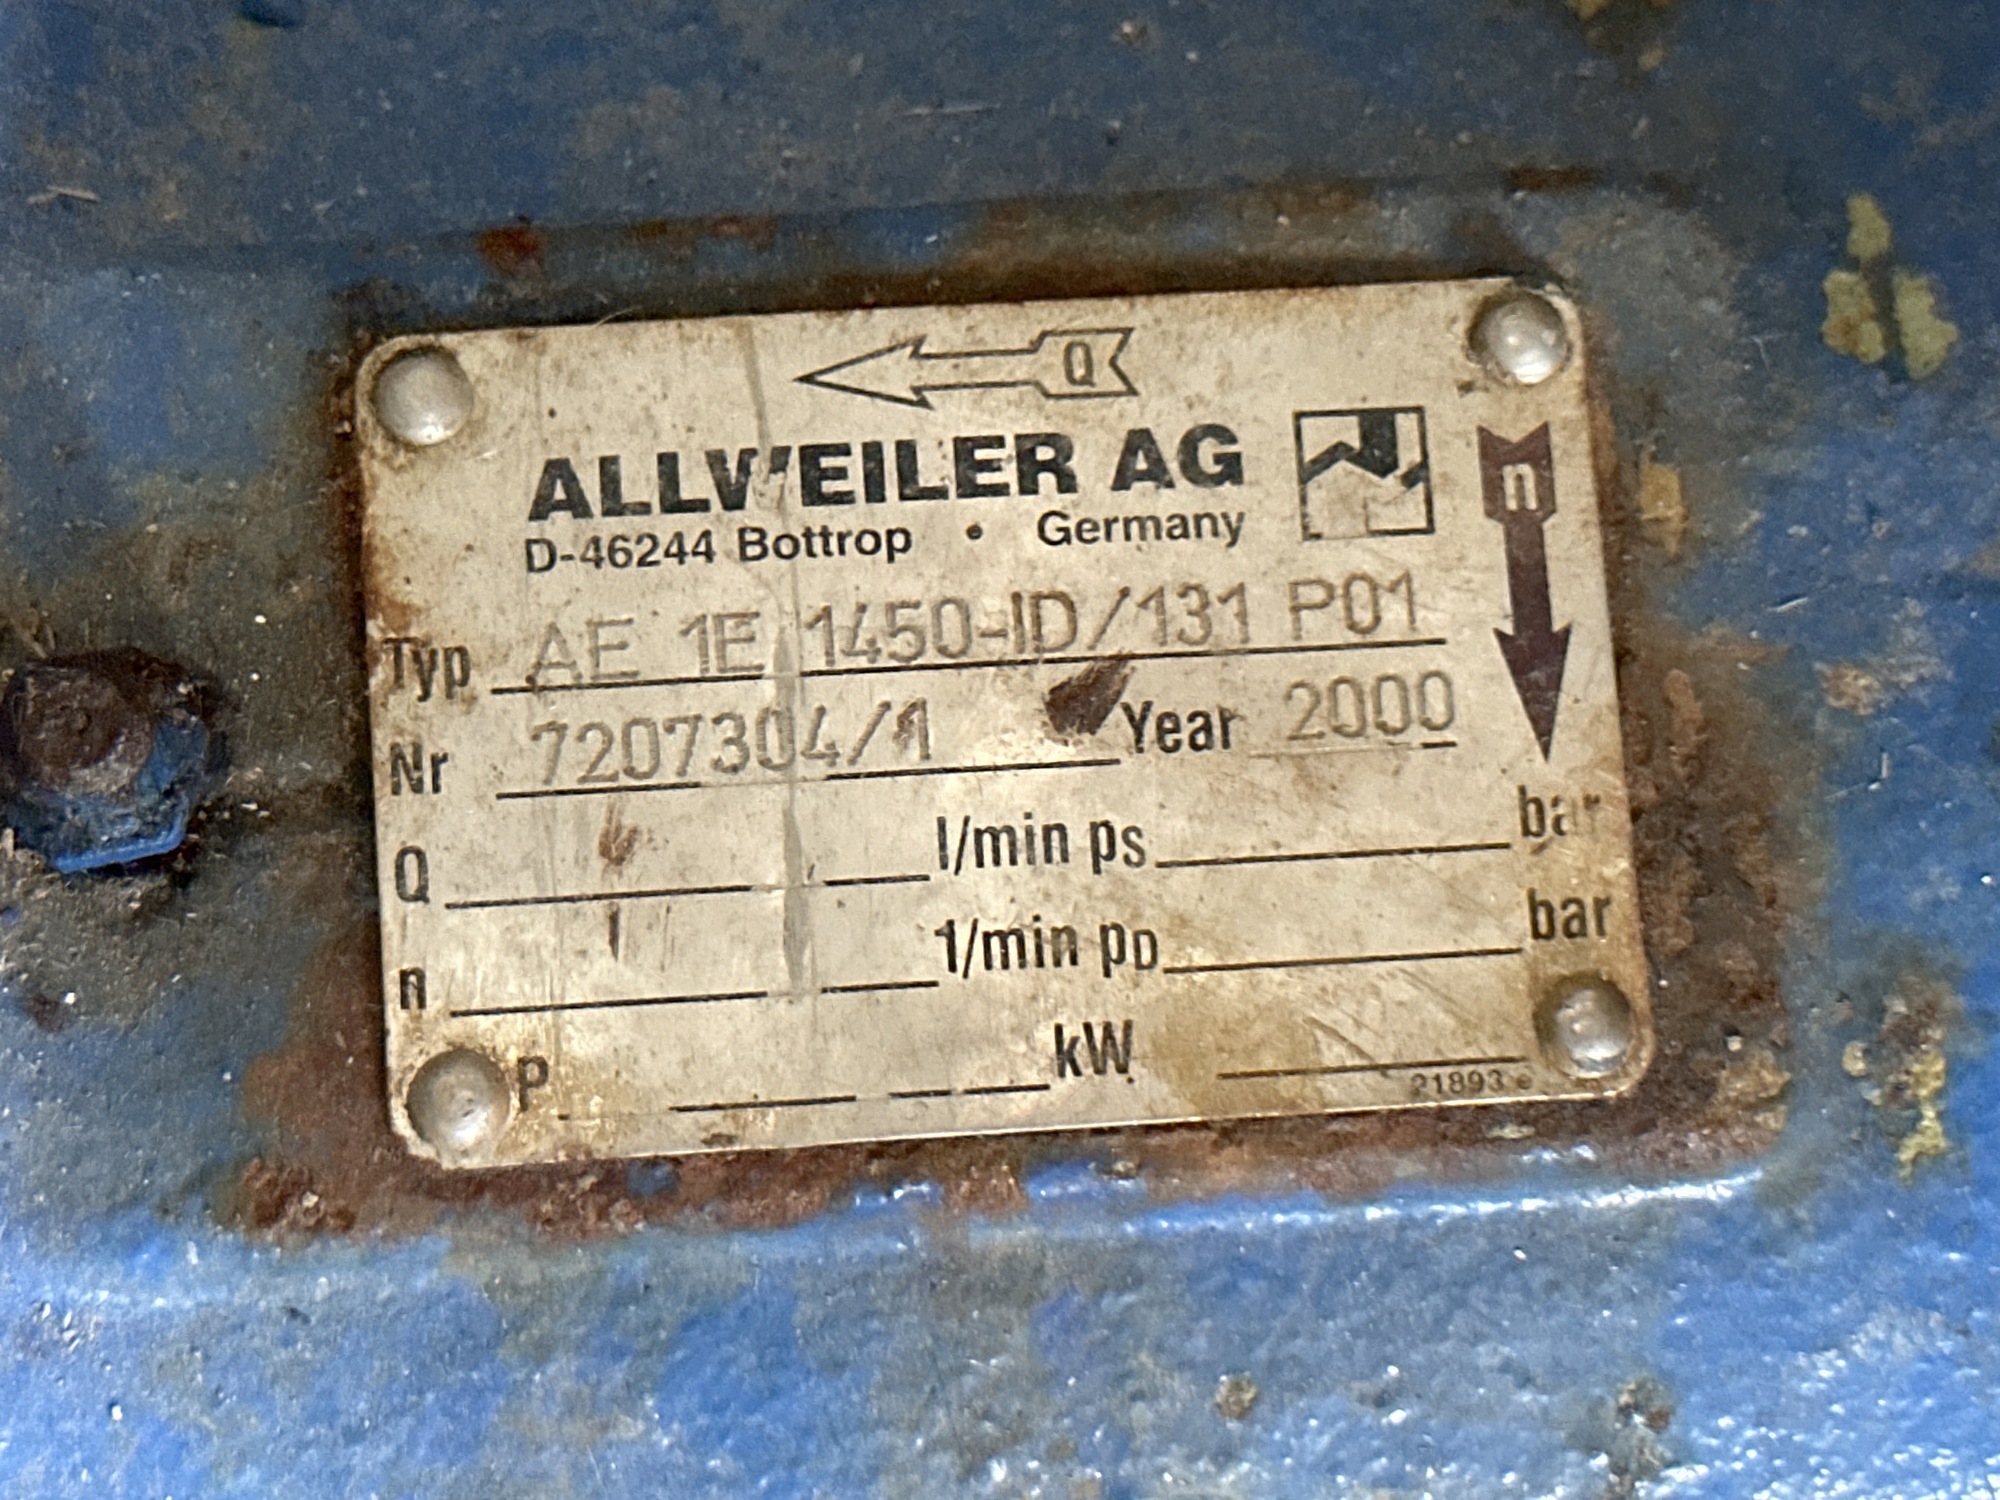 Q
ALLWEILER AG
n
D-46244 Bottrop • Germany
Typ AE 1E 1450-ID/131 P01
Nr 7207304/1 Year 2000
Q l/min ps bar
n 1/min pD bar
P kW
21893 e